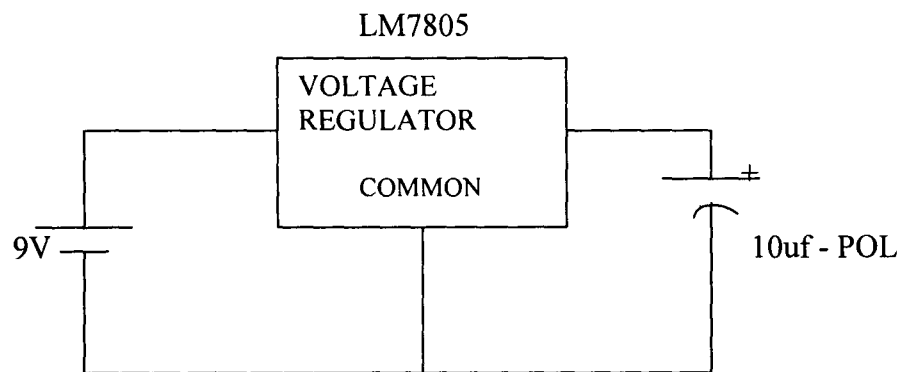 LM7805
VOLTAGE
REGULATOR
COMMON
+
9V
10uf - POL